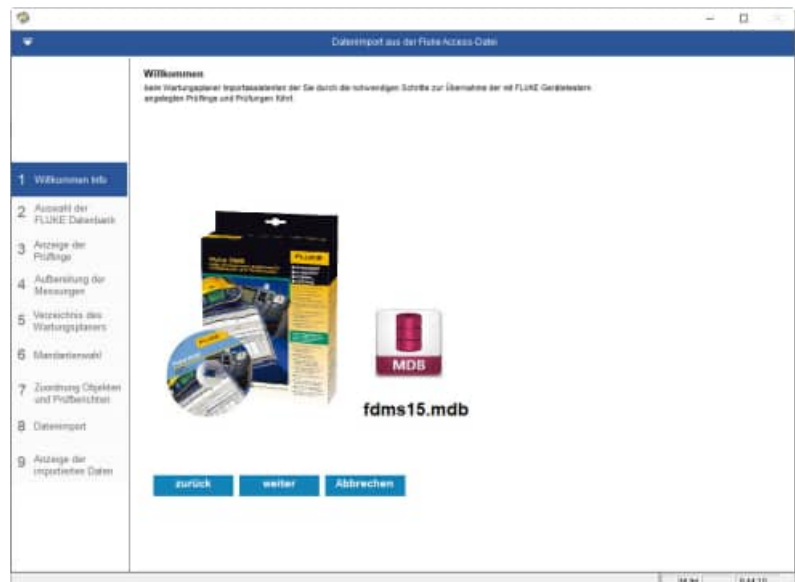 Datenimport aus der Fluke Access-Datei
Willkommen
beim Wartungsplaner Importassistenten der Sie durch die notwendigen Schritte zur Übernahme der mit FLUKE Gerätetestern
angelegten Prüflinge und Prüfungen führt.
1 Willkommen Info
2 Auswahl der
FLUKE Datenbank
3 Anzeige der
Prüflinge
4 Aufbereitung der
Messungen
5 Verzeichnis des
Wartungsplaners
6 Mandantenwahl
7 Zuordnung Objekten
und Prüfberichten
8 Datenimport
9 Anzeige der
importierten Daten
FLUKE
FLUKE
MDB
fdms15.mdb
zurück
weiter
Abbrechen